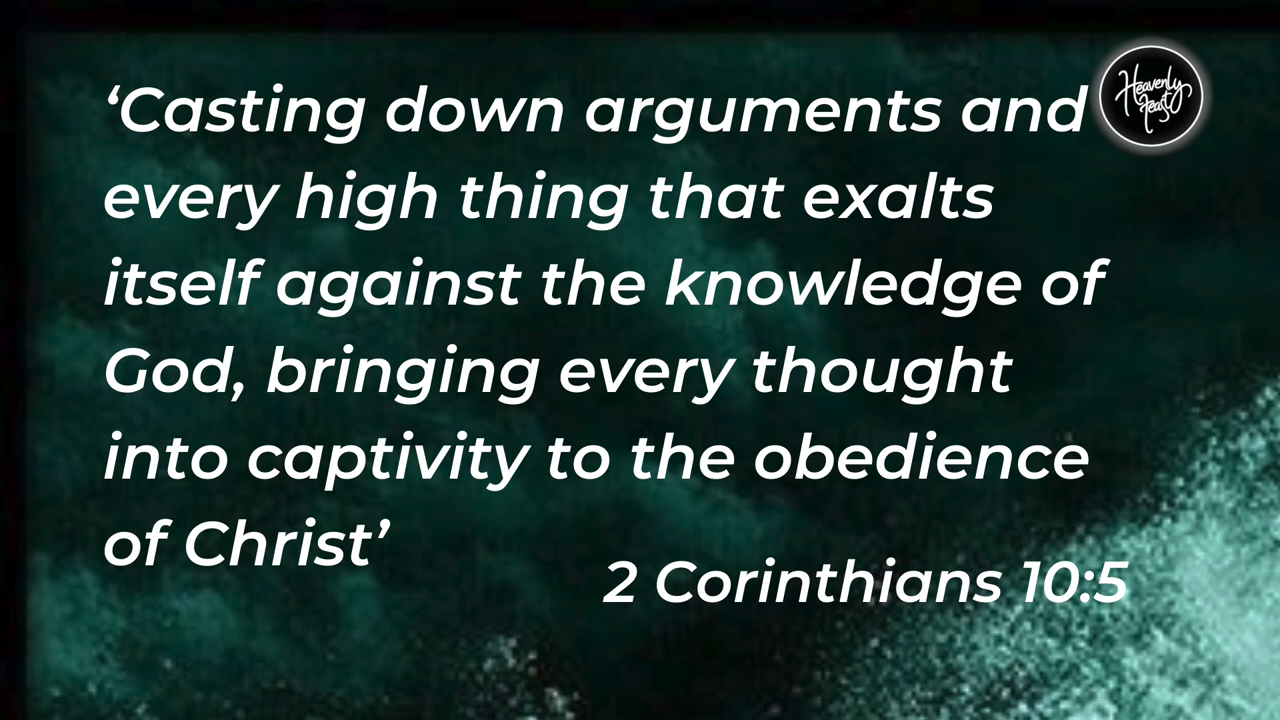 ‘Casting down arguments and
Heavenly
Feast
every high thing that exalts
itself against the knowledge of
God, bringing every thought
into captivity to the obedience
of Christ’
2 Corinthians 10:5